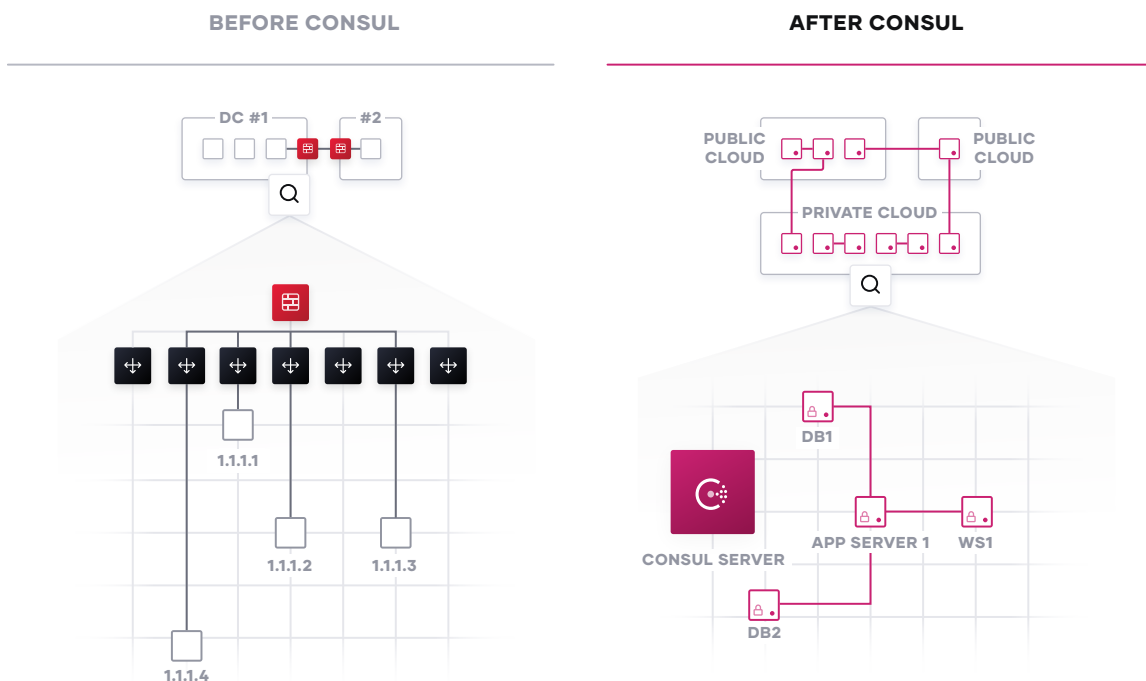 BEFORE CONSUL
DC #1
#2
1.1.1.1
1.1.1.2
1.1.1.3
1.1.1.4
AFTER CONSUL
PUBLIC
CLOUD
PUBLIC
CLOUD
PRIVATE CLOUD
DB1
APP SERVER 1
WS1
CONSUL SERVER
DB2